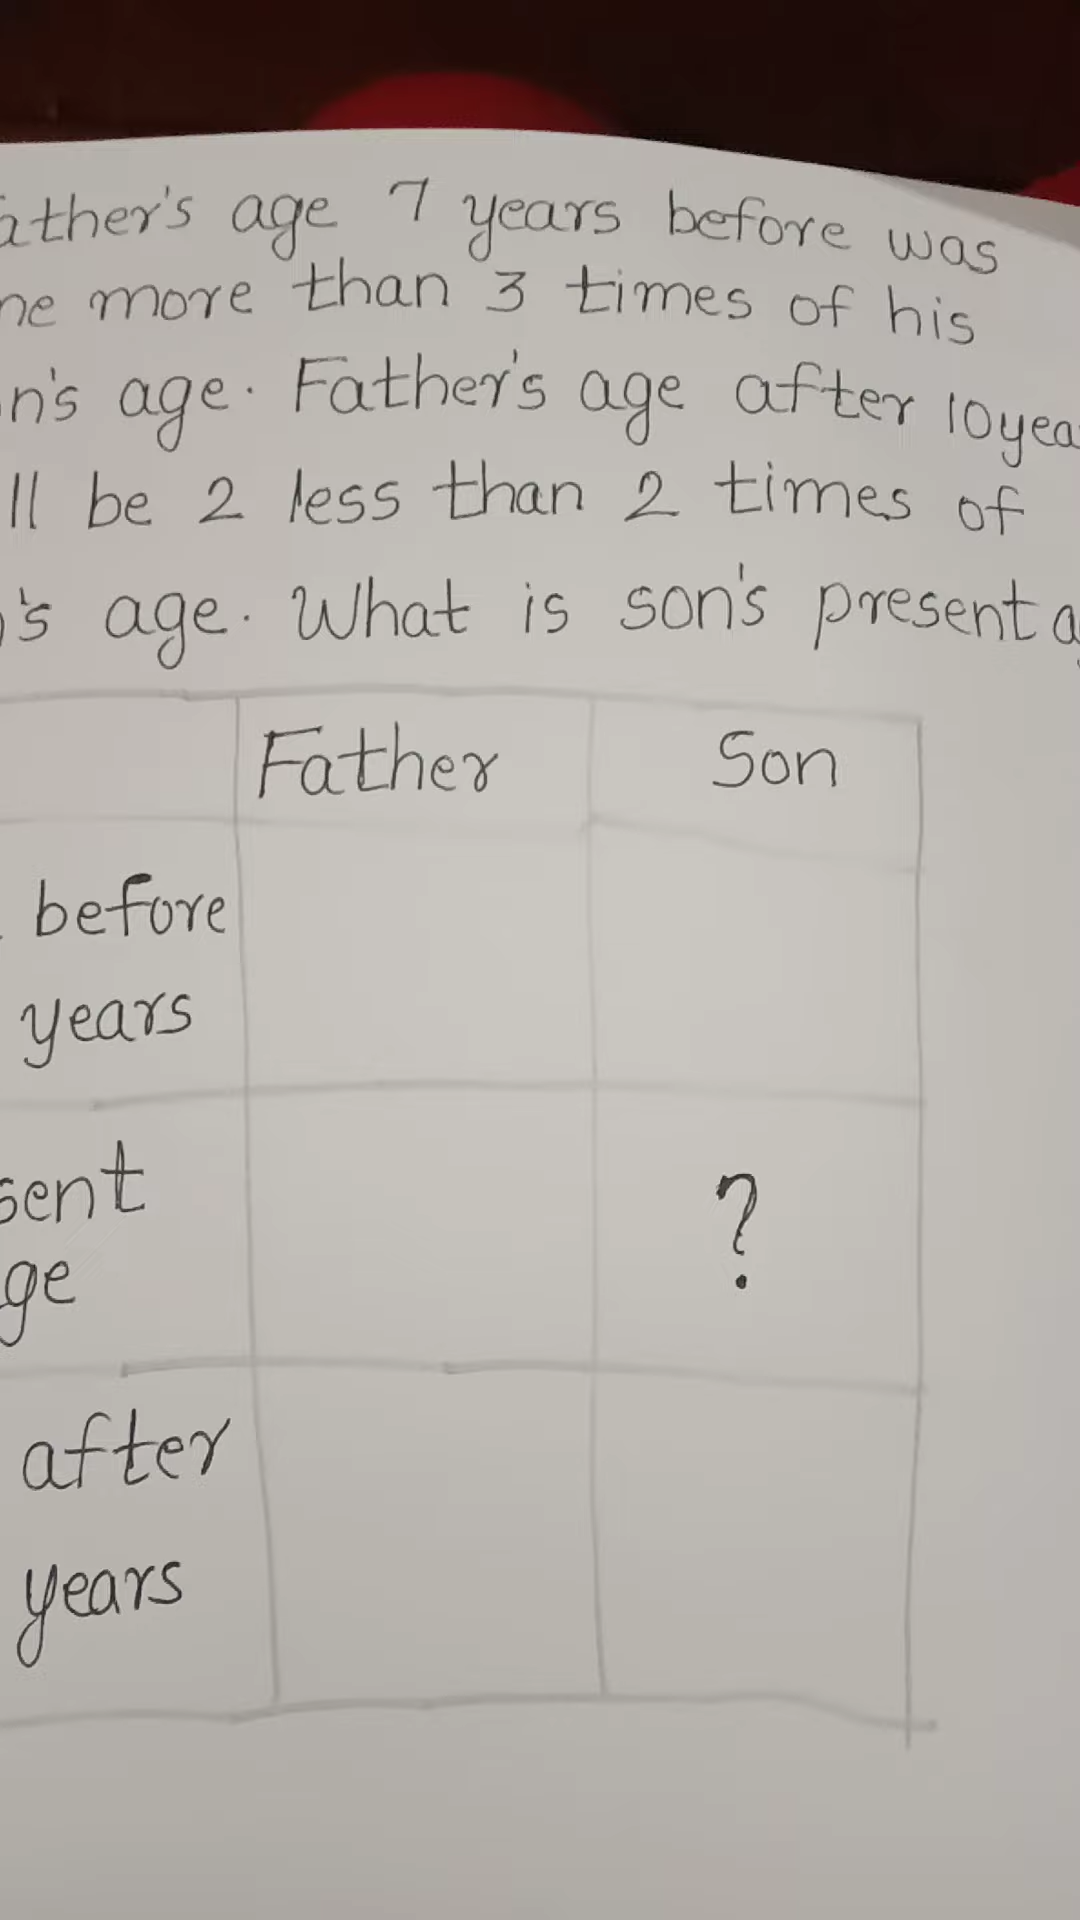 ather's age 7 years before was
ne more than 3 times of his
n's age. Father's age after 10 yea
ll be 2 less than 2 times of
's age. What is son's present a
Father Son
before
years
sent
ge
?
after
years